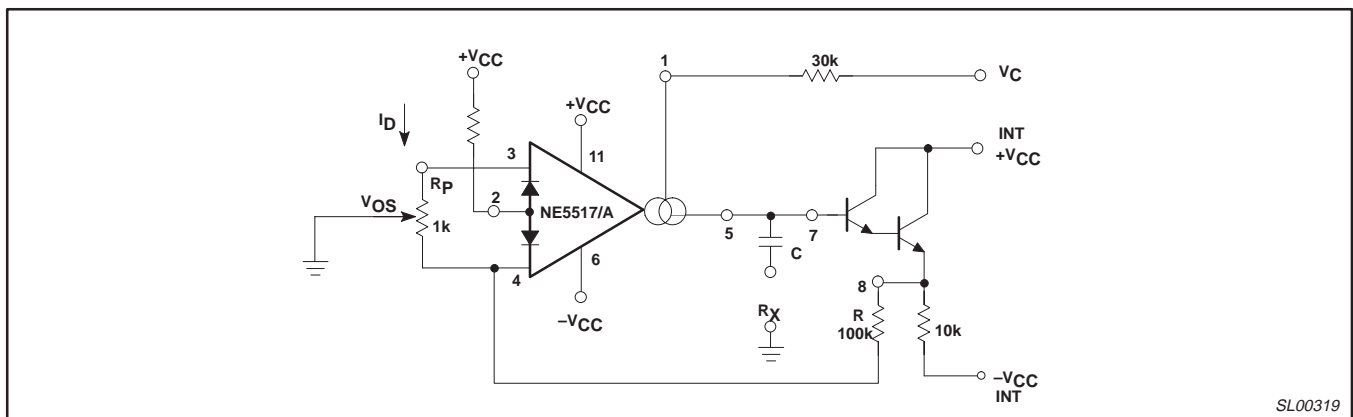 +VCC
1
30k
VC
ID
+VCC
INT
+VCC
3
11
RP
2
VOS
NE5517/A
1k
5
7
C
4
6
8
–VCC
RX
R
100k
10k
–VCC
INT
SL00319